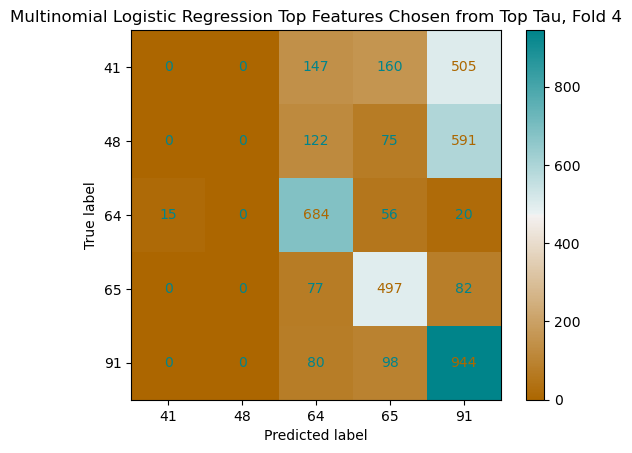 Multinomial Logistic Regression Top Features Chosen from Top Tau, Fold 4
41 0 0 147 160 505
48 0 0 122 75 591
64 15 0 684 56 20
65 0 0 77 497 82
91 0 0 80 98 944
41 48 64 65 91
Predicted label
True label
800
600
400
200
0